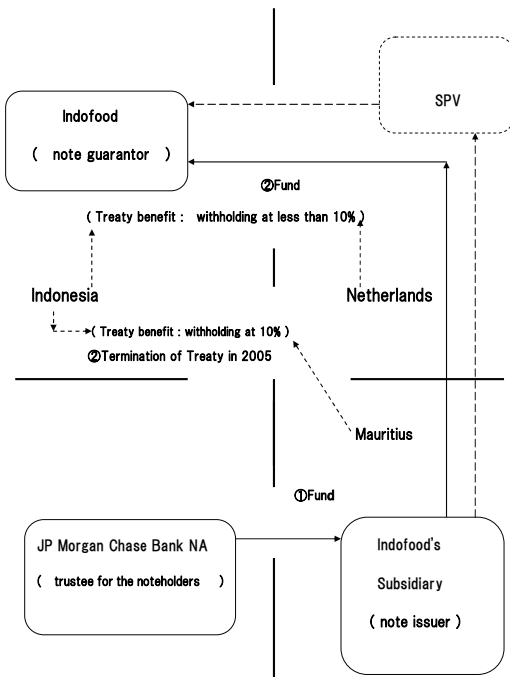 SPV
Indofood
( note guarantor )
②Fund
( Treaty benefit : withholding at less than 10% )
Indonesia
Netherlands
( Treaty benefit : withholding at 10% )
②Termination of Treaty in 2005
Mauritius
①Fund
JP Morgan Chase Bank NA
( trustee for the noteholders )
Indofood's
Subsidiary
( note issuer )